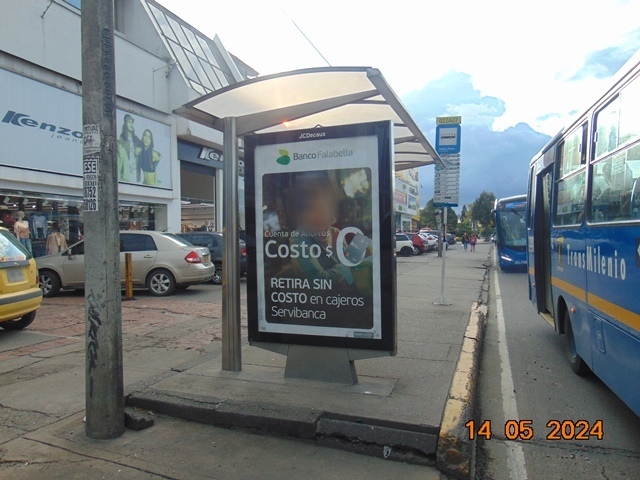 Kenzo
Jeans
JCDecaux
Banco Falabella
Cuenta de Ahorros
Costo $0
RETIRA SIN
COSTO en cajeros
Servibanca
TransMilenio
14 05 2024